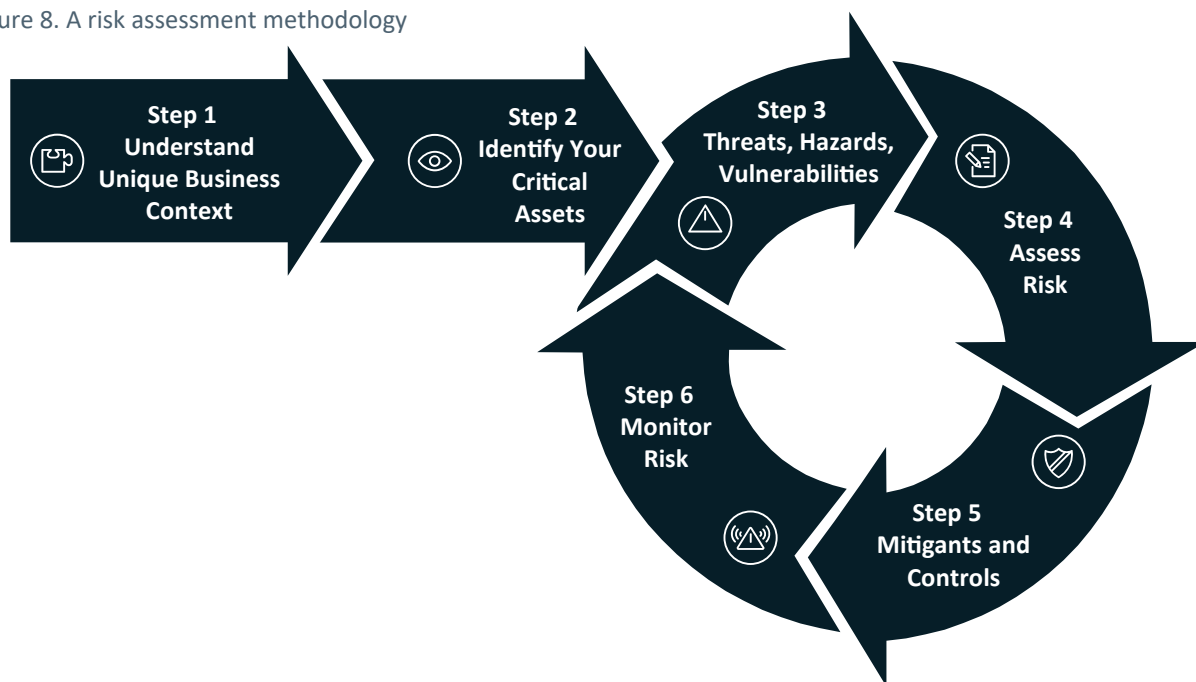 ure 8. A risk assessment methodology
Step 1
Understand
Unique Business
Context
Step 2
Identify Your
Critical
Assets
Step 3
Threats, Hazards,
Vulnerabilities
Step 4
Assess
Risk
Step 5
Mitigants and
Controls
Step 6
Monitor
Risk